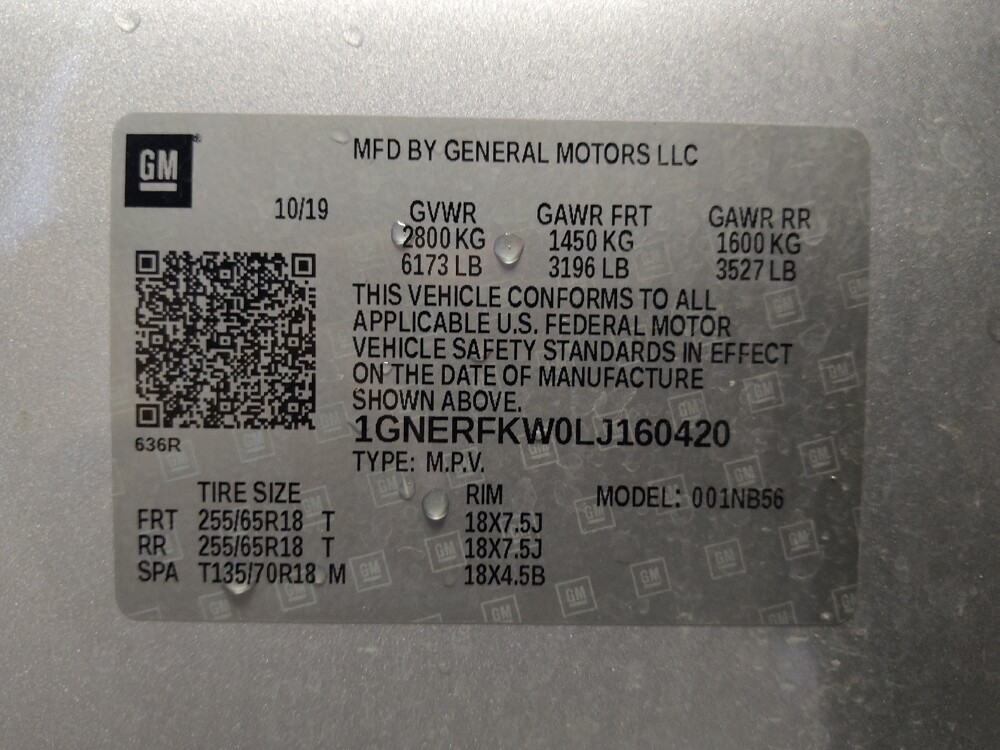 GM
MFD BY GENERAL MOTORS LLC
10/19 GVWR GAWR FRT GAWR RR
2800 KG 1450 KG 1600 KG
6173 LB 3196 LB 3527 LB
THIS VEHICLE CONFORMS TO ALL
APPLICABLE U.S. FEDERAL MOTOR
VEHICLE SAFETY STANDARDS IN EFFECT
ON THE DATE OF MANUFACTURE
SHOWN ABOVE.
636R
1GNERFKW0LJ160420
TYPE: M.P.V.
TIRE SIZE RIM MODEL: 001NB56
FRT 255/65R18 T 18X7.5J
RR 255/65R18 T 18X7.5J
SPA T135/70R18 M 18X4.5B